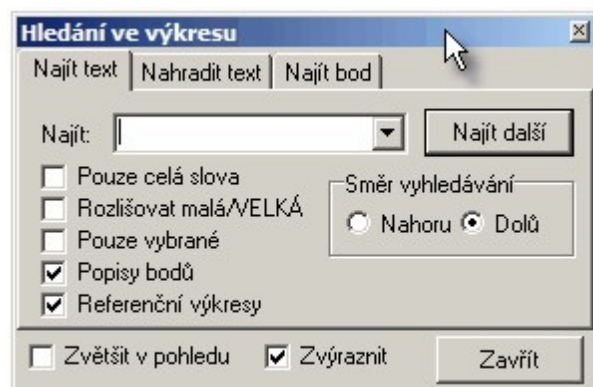 Hledání ve výkresu
Najít text Nahradit text Najít bod
Najít: Najít další
Pouze celá slova
Rozlišovat malá/VELKÁ
Pouze vybrané
Popisy bodů
Referenční výkresy
Směr vyhledávání
Nahoru Dolů
Zvětšit v pohledu Zvýraznit Zavřít